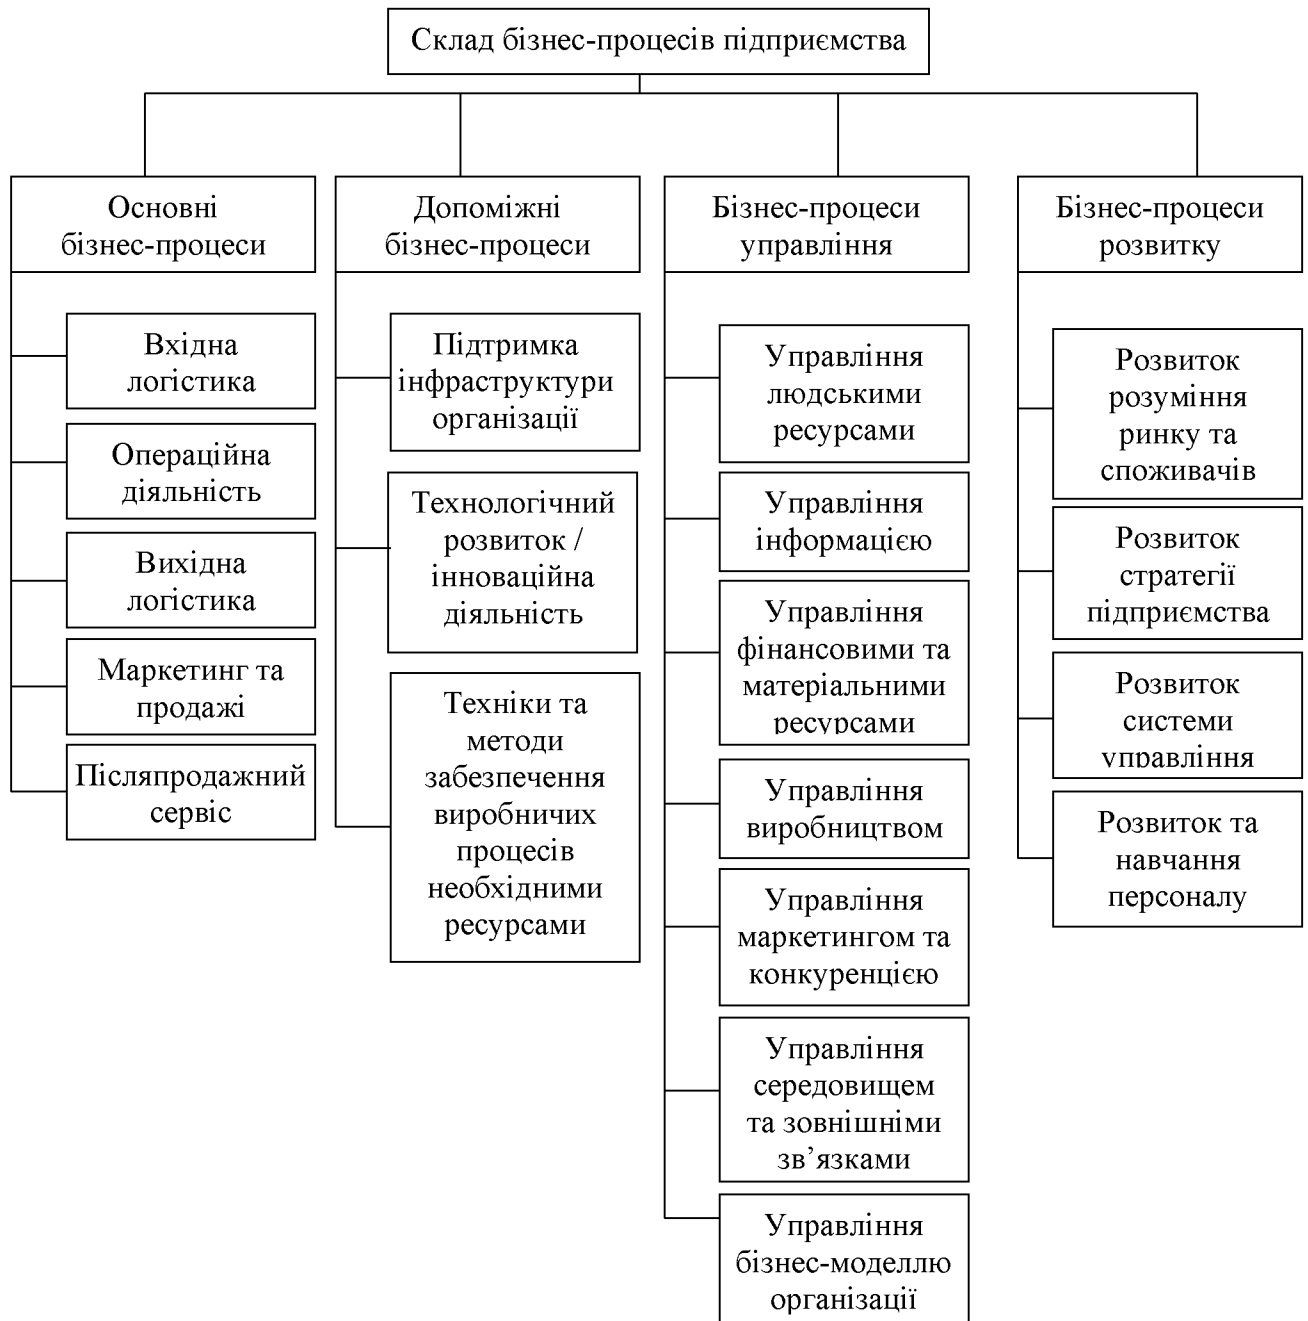 Склад бізнес-процесів підприємства
Основні
бізнес-процеси
Вхідна
логістика
Операційна
діяльність
Вихідна
логістика
Маркетинг та
продажі
Післяпродажний
сервіс
Допоміжні
бізнес-процеси
Підтримка
інфраструктури
організації
Технологічний
розвиток /
інноваційна
діяльність
Техніки та
методи
забезпечення
виробничих
процесів
необхідними
ресурсами
Бізнес-процеси
управління
Управління
людськими
ресурсами
Управління
інформацією
Управління
фінансовими та
матеріальними
ресурсами
Управління
виробництвом
Управління
маркетингом та
конкуренцією
Управління
середовищем
та зовнішніми
зв’язками
Управління
бізнес-моделлю
організації
Бізнес-процеси
розвитку
Розвиток
розуміння
ринку та
споживачів
Розвиток
стратегії
підприємства
Розвиток
системи
управління
Розвиток та
навчання
персоналу